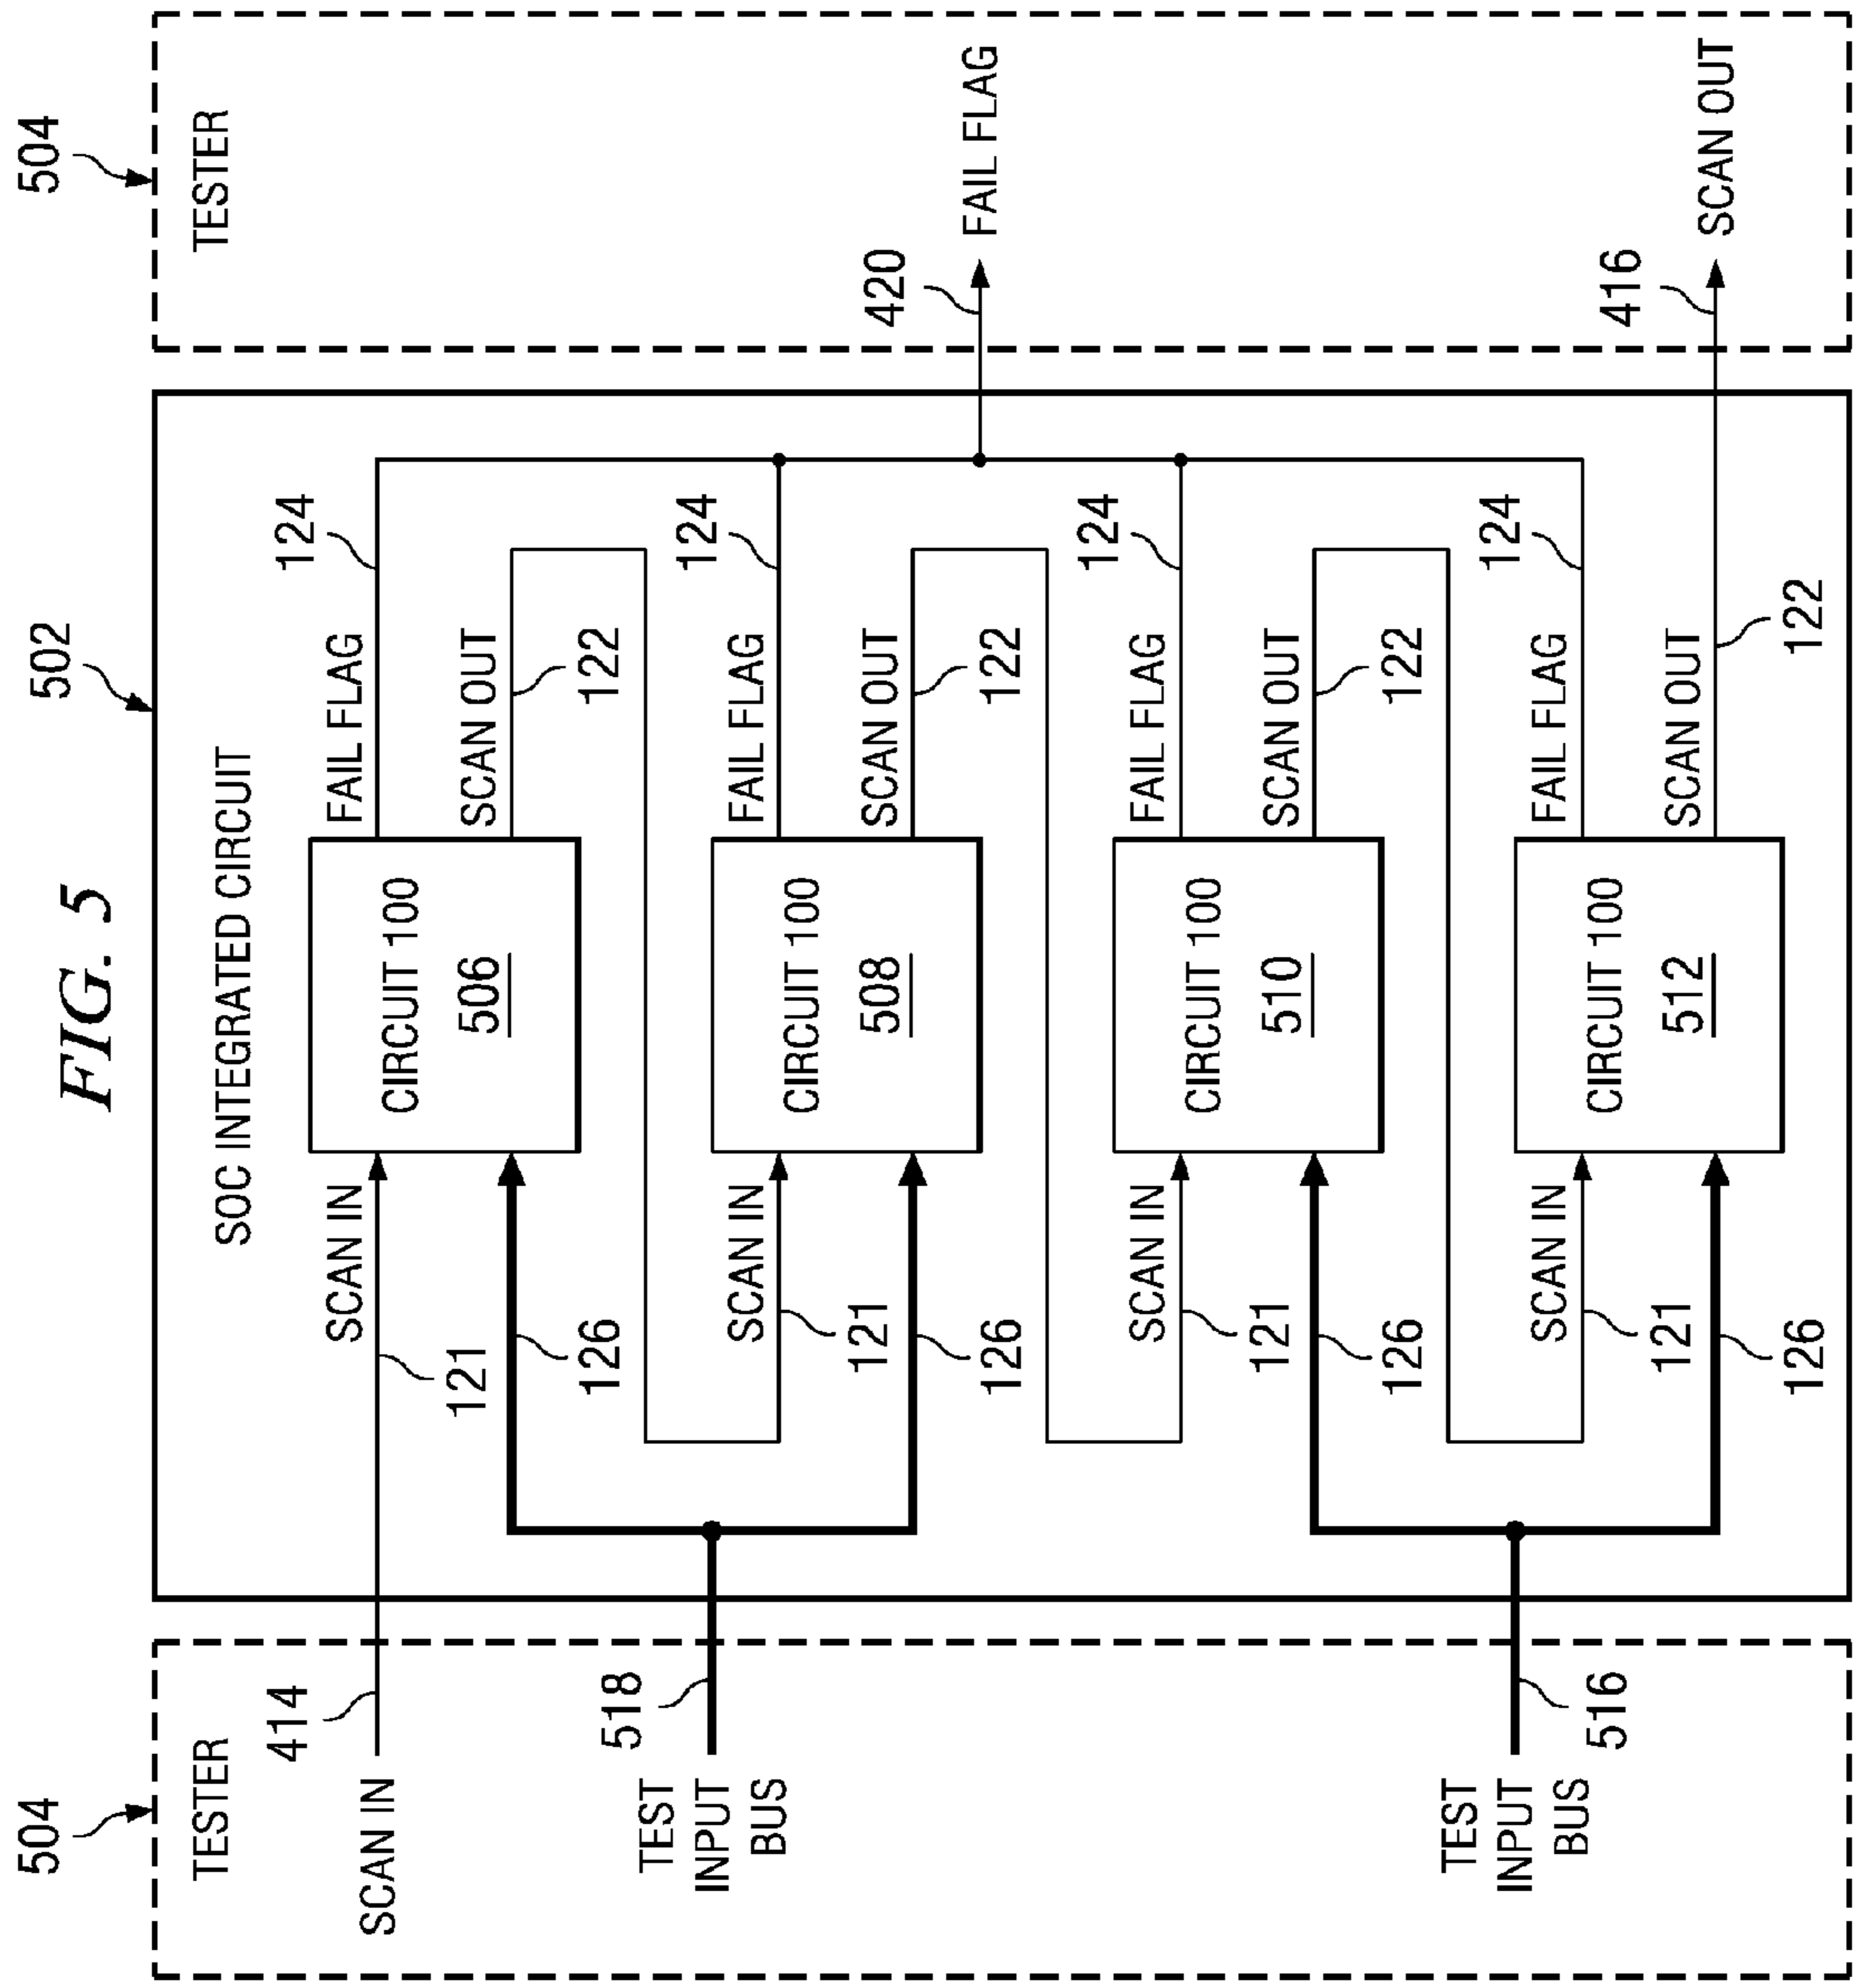 FIG. 5
504
TESTER
SCAN IN
414
TEST
INPUT
BUS
518
TEST
INPUT
BUS
516
502
SOC INTEGRATED CIRCUIT
SCAN IN
121
126
CIRCUIT 100
506
FAIL FLAG
124
SCAN OUT
122
SCAN IN
121
126
CIRCUIT 100
508
FAIL FLAG
124
SCAN OUT
122
SCAN IN
121
126
CIRCUIT 100
510
FAIL FLAG
124
SCAN OUT
122
SCAN IN
121
126
CIRCUIT 100
512
FAIL FLAG
124
SCAN OUT
122
504
TESTER
420
FAIL FLAG
416
SCAN OUT